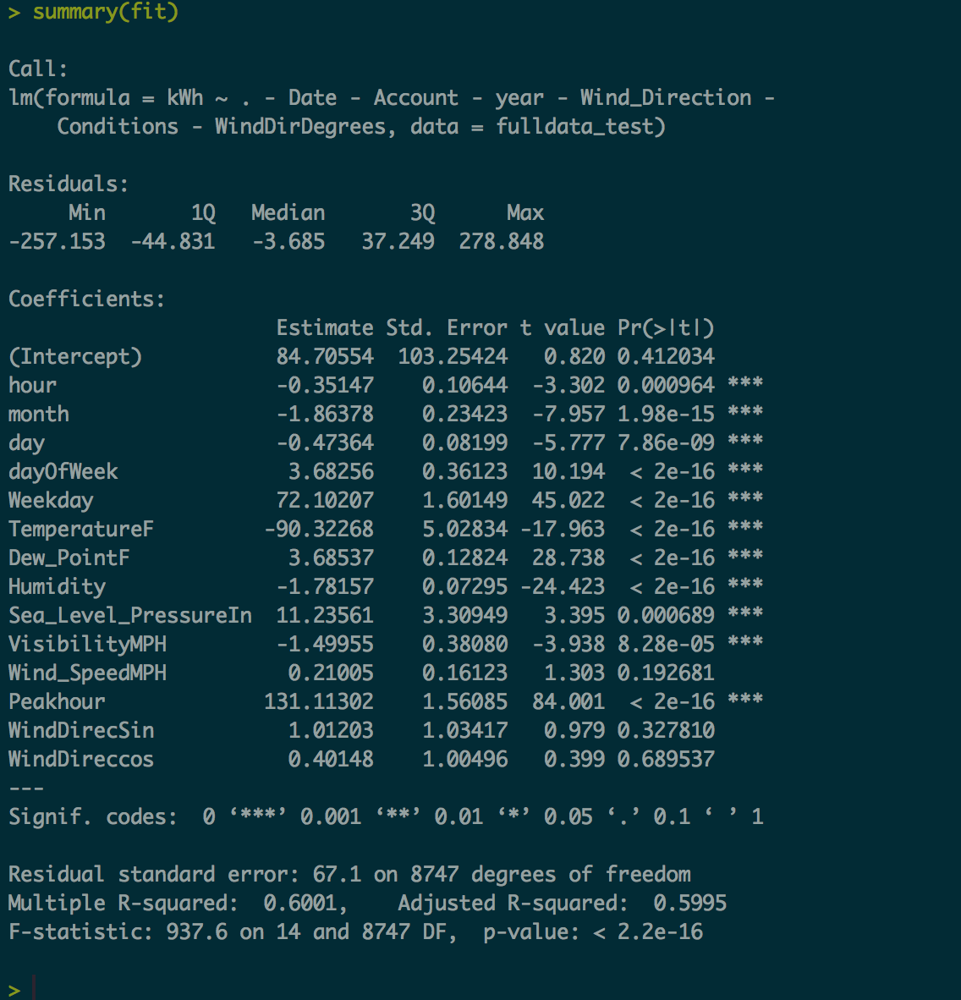 > summary(fit)
Call:
lm(formula = kWh ~ . - Date - Account - year - Wind_Direction -
    Conditions - WindDirDegrees, data = fulldata_test)
Residuals:
     Min       1Q   Median       3Q      Max
-257.153  -44.831   -3.685   37.249  278.848
Coefficients:
                      Estimate Std. Error t value Pr(>|t|)
(Intercept)           84.70554  103.25424   0.820 0.412034
hour                  -0.35147    0.10644  -3.302 0.000964 ***
month                 -1.86378    0.23423  -7.957 1.98e-15 ***
day                   -0.47364    0.08199  -5.777 7.86e-09 ***
dayOfWeek              3.68256    0.36123  10.194  < 2e-16 ***
Weekday               72.10207    1.60149  45.022  < 2e-16 ***
TemperatureF         -90.32268    5.02834 -17.963  < 2e-16 ***
Dew_PointF             3.68537    0.12824  28.738  < 2e-16 ***
Humidity              -1.78157    0.07295 -24.423  < 2e-16 ***
Sea_Level_PressureIn  11.23561    3.30949   3.395 0.000689 ***
VisibilityMPH         -1.49955    0.38080  -3.938 8.28e-05 ***
Wind_SpeedMPH          0.21005    0.16123   1.303 0.192681
Peakhour             131.11302    1.56085  84.001  < 2e-16 ***
WindDirecSin           1.01203    1.03417   0.979 0.327810
WindDireccos           0.40148    1.00496   0.399 0.689537
---
Signif. codes:  0 ‘***’ 0.001 ‘**’ 0.01 ‘*’ 0.05 ‘.’ 0.1 ‘ ’ 1
Residual standard error: 67.1 on 8747 degrees of freedom
Multiple R-squared:  0.6001,    Adjusted R-squared:  0.5995
F-statistic: 937.6 on 14 and 8747 DF,  p-value: < 2.2e-16
>